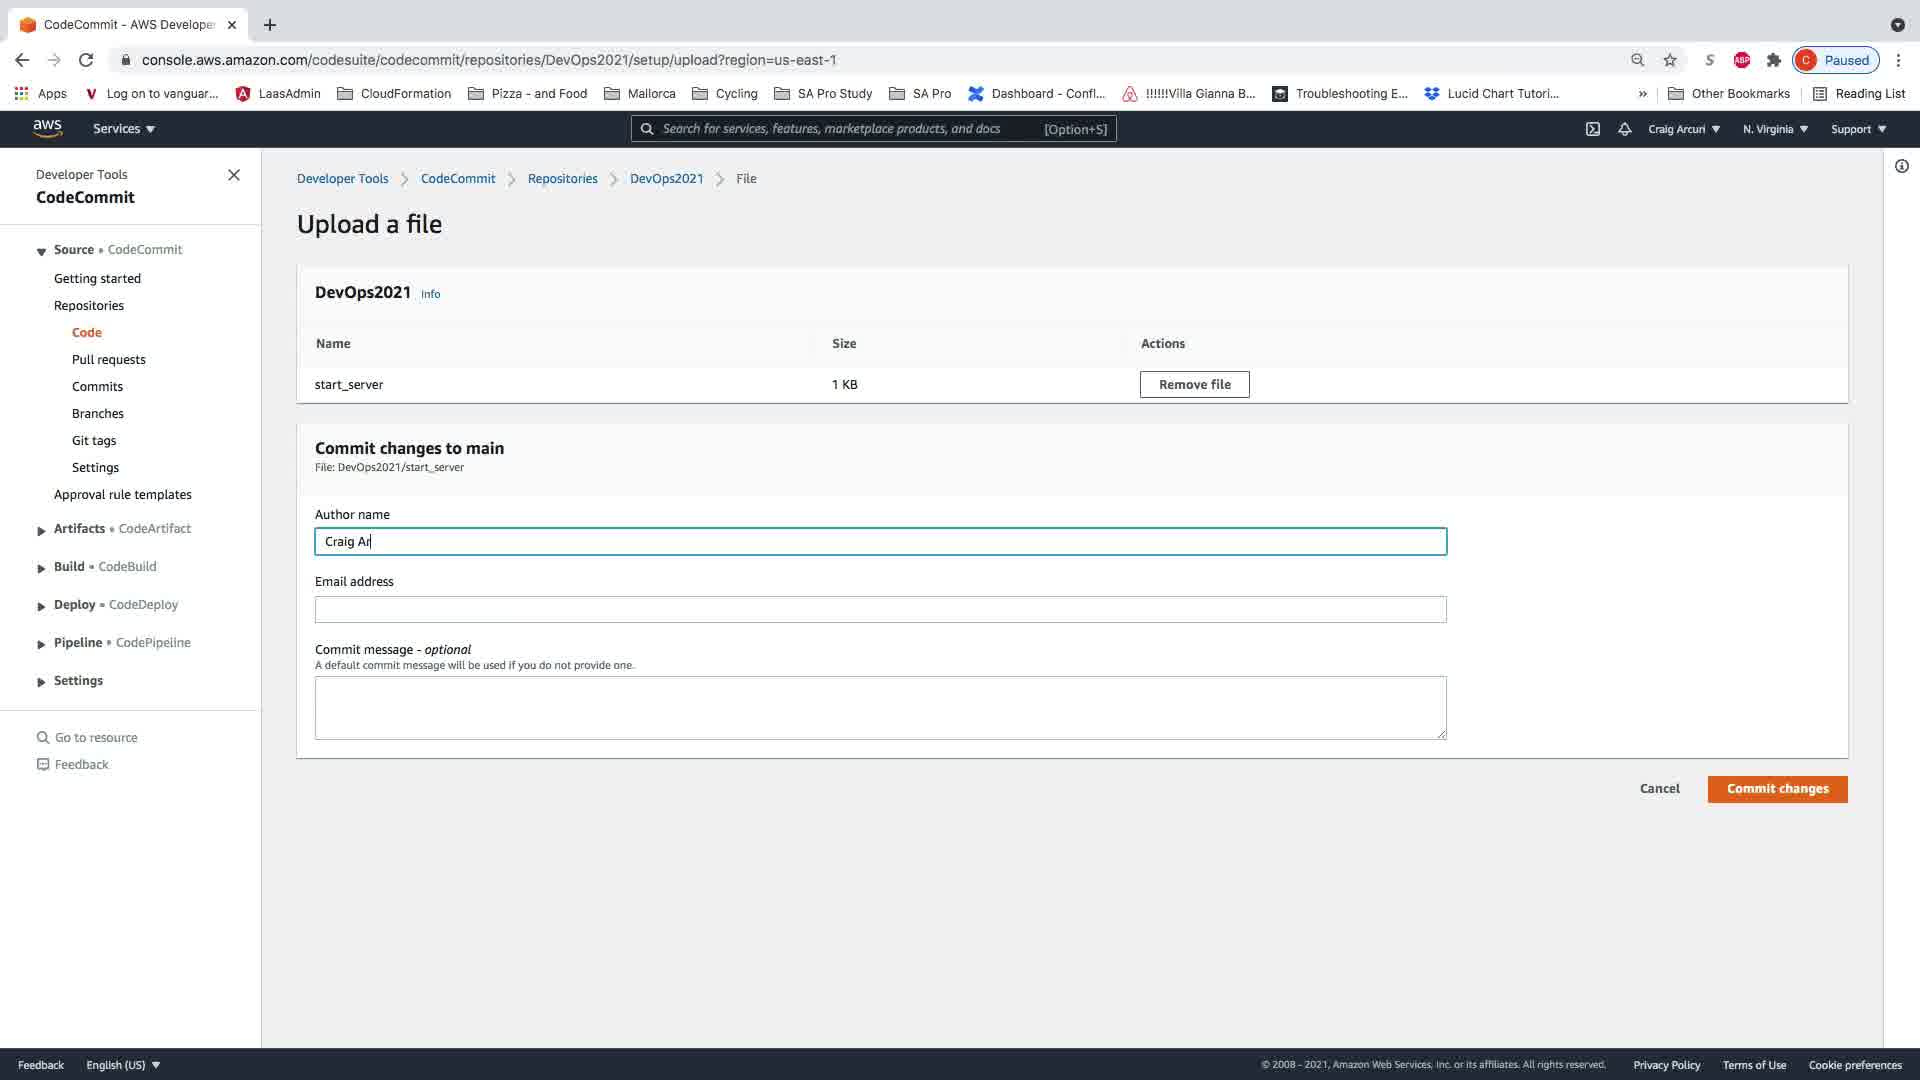 CodeCommit - AWS Developer
console.aws.amazon.com/codesuite/codecommit/repositories/DevOps2021/setup/upload?region=us-east-1
S
ABP
C
Paused
Apps
V
Log on to vanguar...
LaasAdmin
CloudFormation
Pizza - and Food
Mallorca
Cycling
SA Pro Study
SA Pro
Dashboard - Confl...
!!!!!!Villa Gianna B...
Troubleshooting E...
Lucid Chart Tutori...
»
Other Bookmarks
Reading List
aws
Services
Search for services, features, marketplace products, and docs
[Option+S]
Craig Arcuri
N. Virginia
Support
Developer Tools
CodeCommit
Source • CodeCommit
Getting started
Repositories
Code
Pull requests
Commits
Branches
Git tags
Settings
Approval rule templates
Artifacts • CodeArtifact
Build • CodeBuild
Deploy • CodeDeploy
Pipeline • CodePipeline
Settings
Go to resource
Feedback
Developer Tools
CodeCommit
Repositories
DevOps2021
File
Upload a file
DevOps2021 Info
Name Size Actions
start_server 1 KB Remove file
Commit changes to main
File: DevOps2021/start_server
Author name
Craig Ar
Email address
Commit message - optional
A default commit message will be used if you do not provide one.
Cancel
Commit changes
Feedback
English (US)
© 2008 - 2021, Amazon Web Services, Inc. or its affiliates. All rights reserved.
Privacy Policy
Terms of Use
Cookie preferences